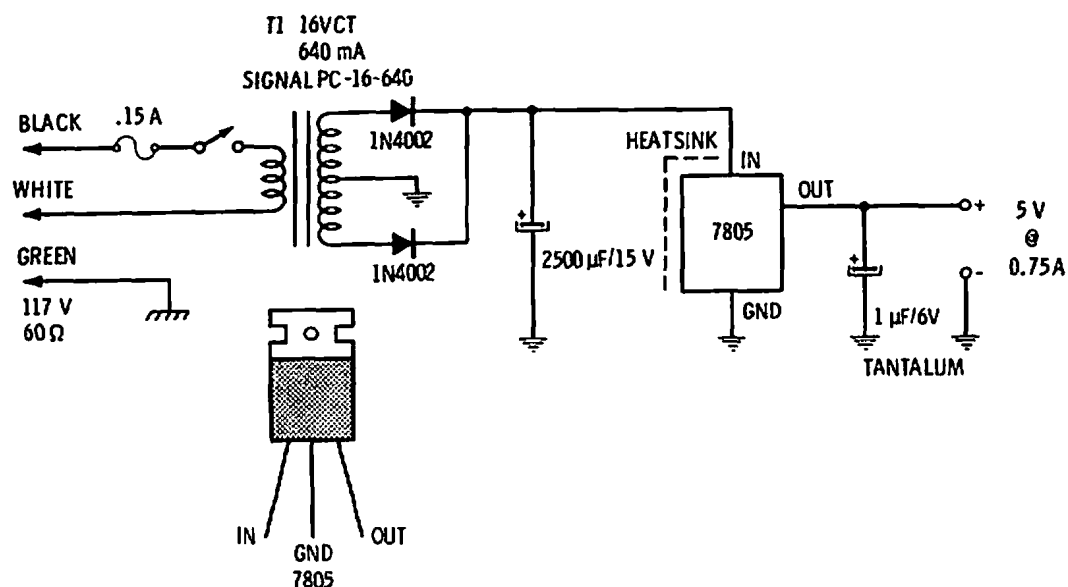 T1 16VCT
640 mA
SIGNAL PC-16-640
BLACK
.15 A
1N4002
WHITE
GREEN
117 V
60 Ω
1N4002
2500 µF/15 V
HEATSINK
IN
OUT
7805
GND
+
+
+
-
5 V
@
0.75A
1 µF/6V
TANTALUM
IN
GND
OUT
7805